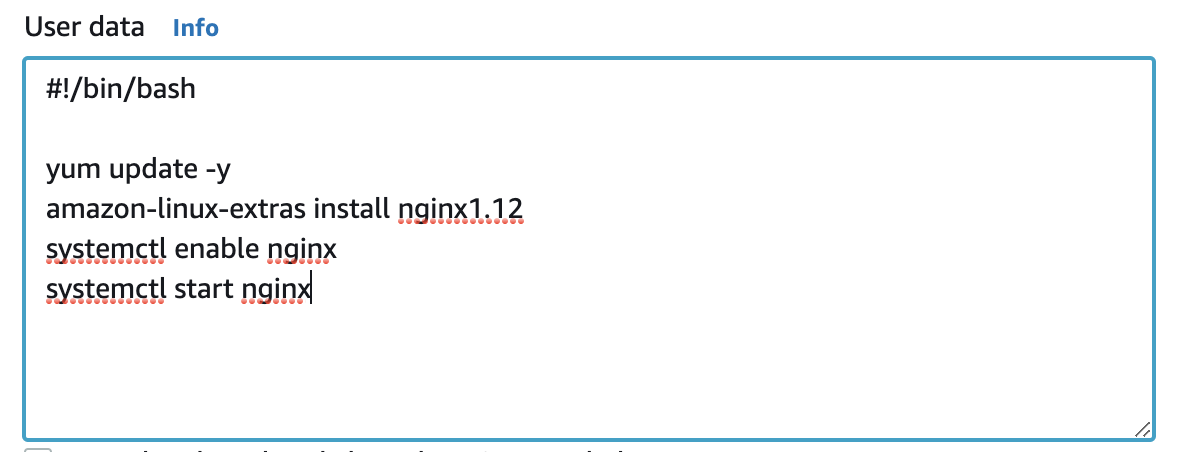 User data Info
#!/bin/bash
yum update -y
amazon-linux-extras install nginx1.12
systemctl enable nginx
systemctl start nginx